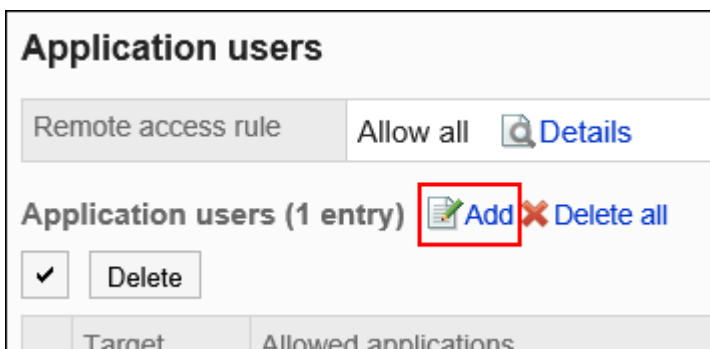 Application users
Remote access rule Allow all Details
Application users (1 entry) Add Delete all
Delete
Target Allowed applications